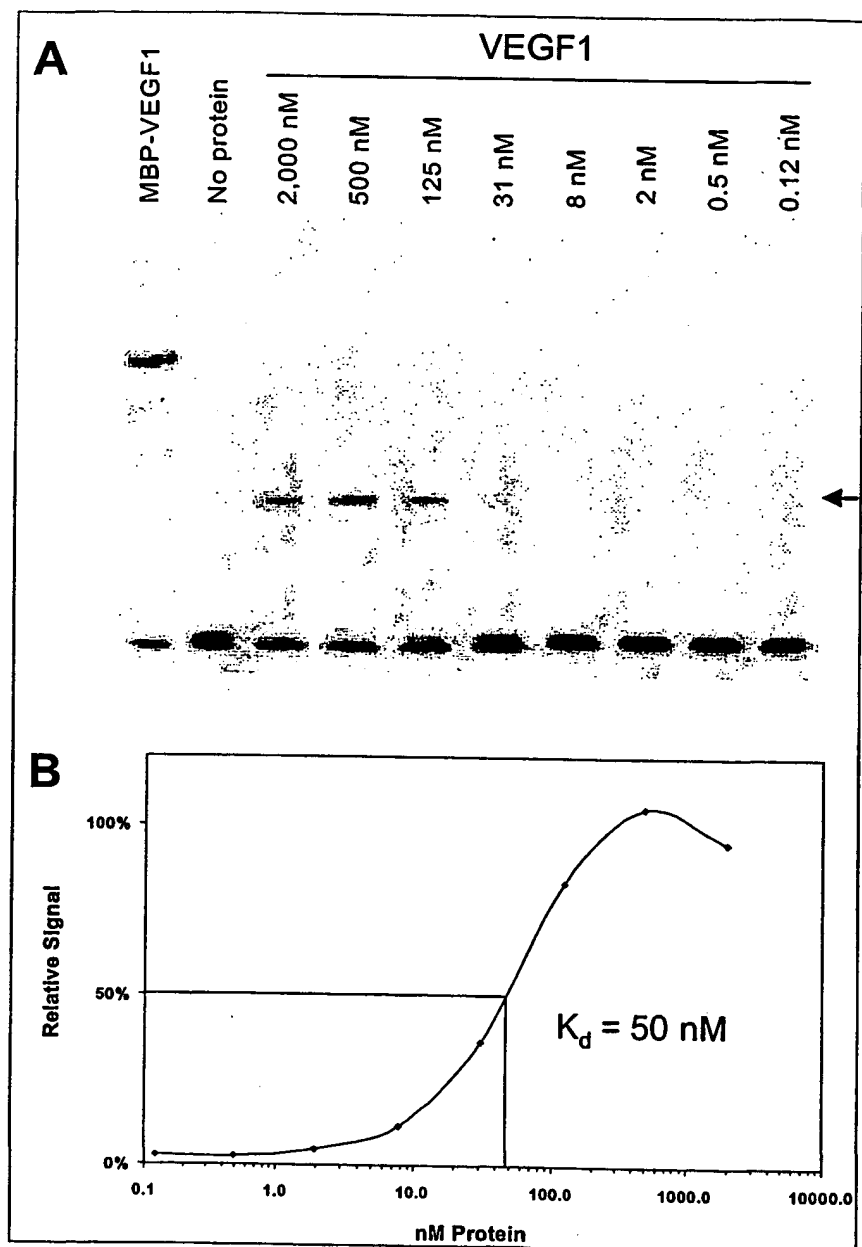 A
VEGF1
MBP-VEGF1
No protein
2,000 nM
500 nM
125 nM
31 nM
8 nM
2 nM
0.5 nM
0.12 nM
B
100%
50%
0%
Relative Signal
K_d = 50 nM
0.1 1.0 10.0 100.0 1000.0 10000.0
nM Protein